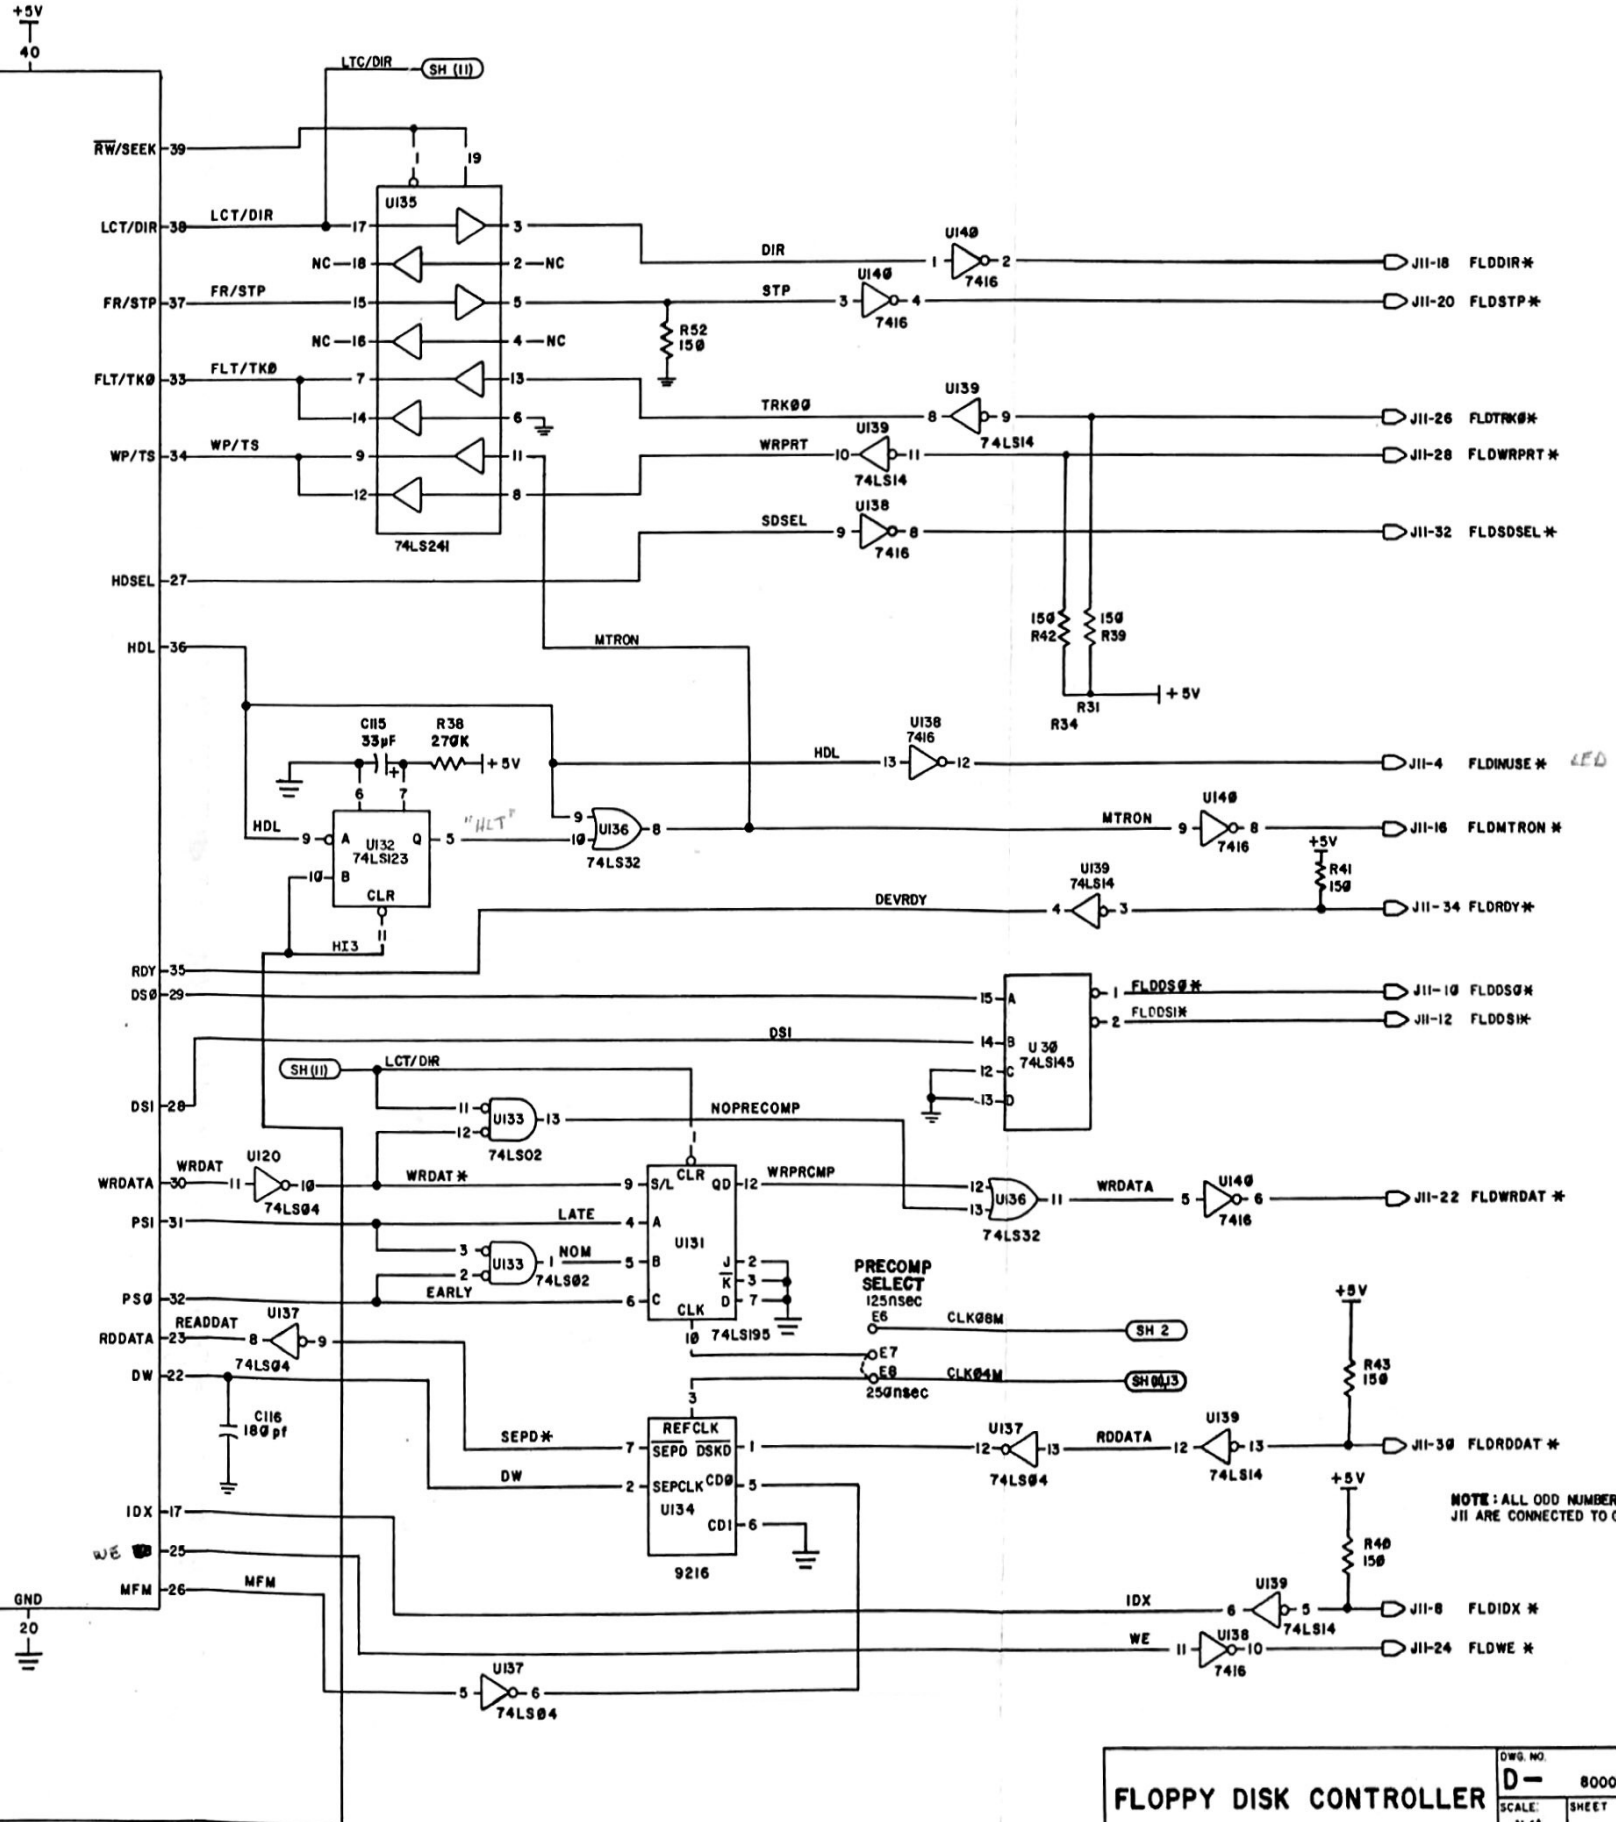 +5V
40
LTC/DIR SH (11)
RW/SEEK 39 1 19
U135
LCT/DIR 38 LCT/DIR 17 3
NC 18 2 NC DIR 1 U140 2 7416 J11-18 FLDDIR*
FR/STP 37 FR/STP 15 5 STP 3 U140 4 7416 J11-20 FLDSTP*
R52
150
NC 16 4 NC
FLT/TKØ 33 FLT/TKØ 7 13
14 6 TRKØØ 8 U139 9 74LS14 J11-26 FLDTRKØ*
WP/TS 34 WP/TS 9 11 WRPRT 10 U139 11 74LS14 J11-28 FLDWRPRT*
12 8
74LS241
SDSEL 9 U138 8 7416 J11-32 FLDSDSEL*
HDSEL 27
150 150
R42 R39
HDL 36 MTRON
+5V
R31
R34
C115 R38
33µF 270K
+ +5V
6 7
HDL 13 U138 7416 12 J11-4 FLDINUSE* LED
HDL 9 A U132 74LS123 Q 5 "HLT"
10 B
CLR
11
HI3
9 10 U136 8 74LS32
MTRON 9 U140 8 7416 J11-16 FLDMTRON*
+5V
R41
150
DEVRDY 4 U139 74LS14 3 J11-34 FLDRDY*
RDY 35
DSØ 29 15 A 1 FLDDSØ* J11-10 FLDDSØ*
2 FLDDS1* J11-12 FLDDS1*
DS1 14 B U30 74LS145
12 C
13 D
SH (11) LCT/DIR
DS1 28 11 12 U133 13 74LS02 NOPRECOMP
1
WRDATA 30 WRDAT 11 U120 10 74LS04 WRDAT* 9 S/L CLR QD 12 WRPRCMP 12 13 U136 11 74LS32 WRDATA 5 U140 6 7416 J11-22 FLDWRDAT*
PS1 31 LATE 4 A
U131
3 2 U133 1 NOM 74LS02 5 B J 2
K 3
PSØ 32 EARLY 6 C D 7
CLK
10 74LS195
PRECOMP
SELECT
125nsec
E6 CLK08M SH 2
E7
E8 CLK04M
250nsec
RDDATA 23 READDAT 8 U137 9 74LS04
DW 22
C116
180pf
+5V
R43
150
3
REFCLK
SEPD* 7 SEPD DSKD 1 12 U137 13 74LS04 RDDATA 12 U139 13 74LS14 J11-30 FLDRDDAT*
DW 2 SEPCLK CDØ 5
U134
CD1 6
9216
+5V
R40
150
NOTE: ALL ODD NUMBER
J11 ARE CONNECTED TO
IDX 17
WE 25
MFM 26 MFM
IDX 6 U139 5 74LS14 J11-8 FLDIDX*
WE 11 U138 10 7416 J11-24 FLDWE*
5 U137 6 74LS04
GND
20
FLOPPY DISK CONTROLLER
DWG. NO.
D— 8000
SCALE: SHEET